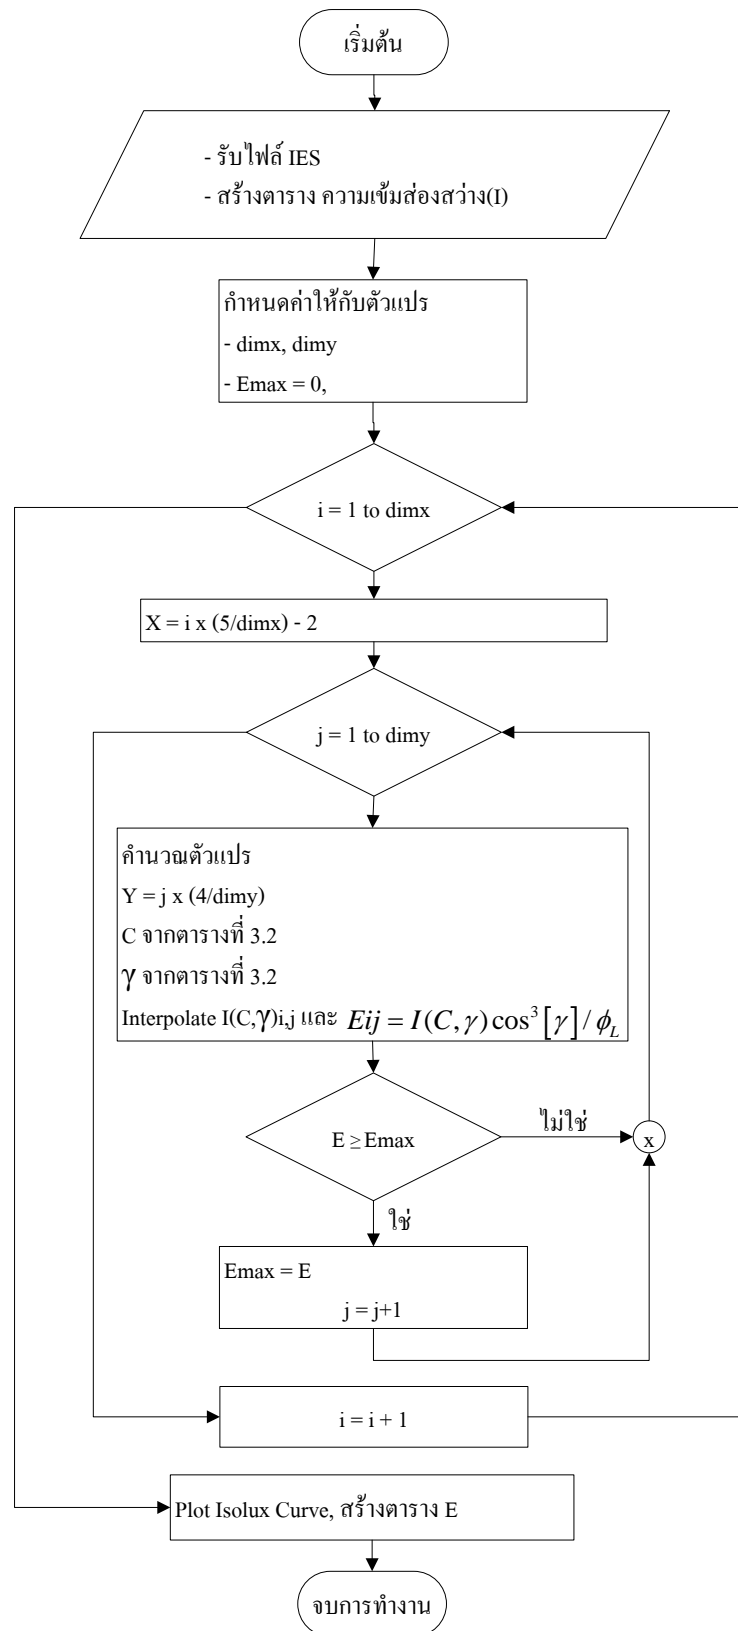 เริ่มต้น
- รับไฟล์ IES
- สร้างตาราง ความเข้มส่องสว่าง(I)
กำหนดค่าให้กับตัวแปร
- dimx, dimy
- Emax = 0,
i = 1 to dimx
X = i x (5/dimx) - 2
j = 1 to dimy
คำนวณตัวแปร
Y = j x (4/dimy)
C จากตารางที่ 3.2
γ จากตารางที่ 3.2
Interpolate I(C,γ)i,j และ Eij = I(C, γ) cos³[γ] / ϕ_L
E ≥ Emax
ไม่ใช่
x
ใช่
Emax = E
j = j+1
i = i + 1
Plot Isolux Curve, สร้างตาราง E
จบการทำงาน